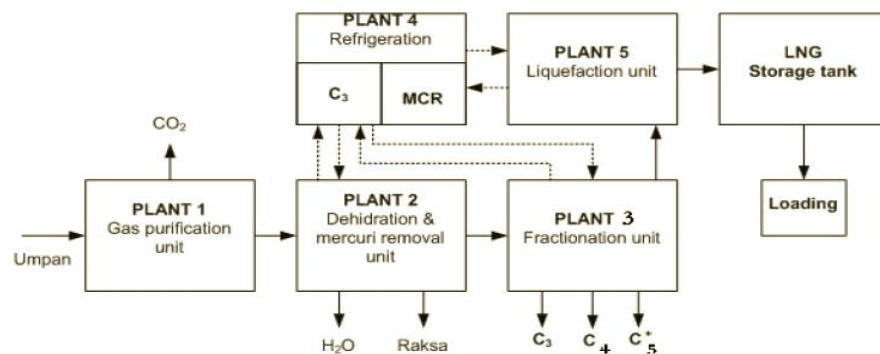 PLANT 4
Refrigeration
C₃
MCR
PLANT 5
Liquefaction unit
LNG
Storage tank
CO₂
PLANT 1
Gas purification
unit
Umpan
PLANT 2
Dehidration &
mercuri removal
unit
PLANT 3
Fractionation unit
Loading
H₂O
Raksa
C₃
C₄
C₅⁺